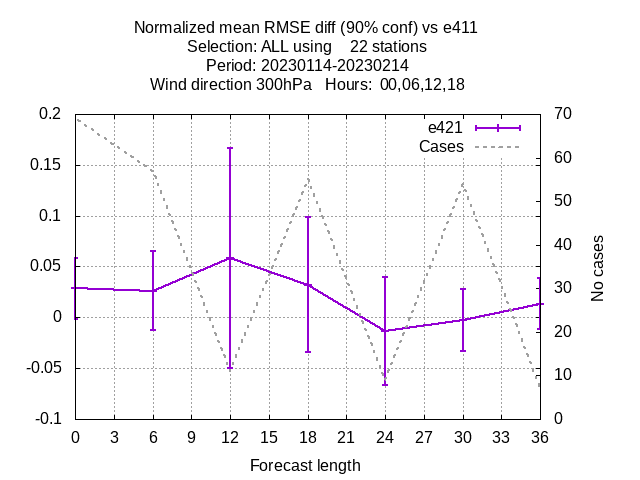 Normalized mean RMSE diff (90% conf) vs e411
Selection: ALL using    22 stations
Period: 20230114-20230214
Wind direction 300hPa   Hours:  00,06,12,18
e421
Cases
0.2
0.15
0.1
0.05
0
-0.05
-0.1
70
60
50
40
30
20
10
0
No cases
0 3 6 9 12 15 18 21 24 27 30 33 36
Forecast length